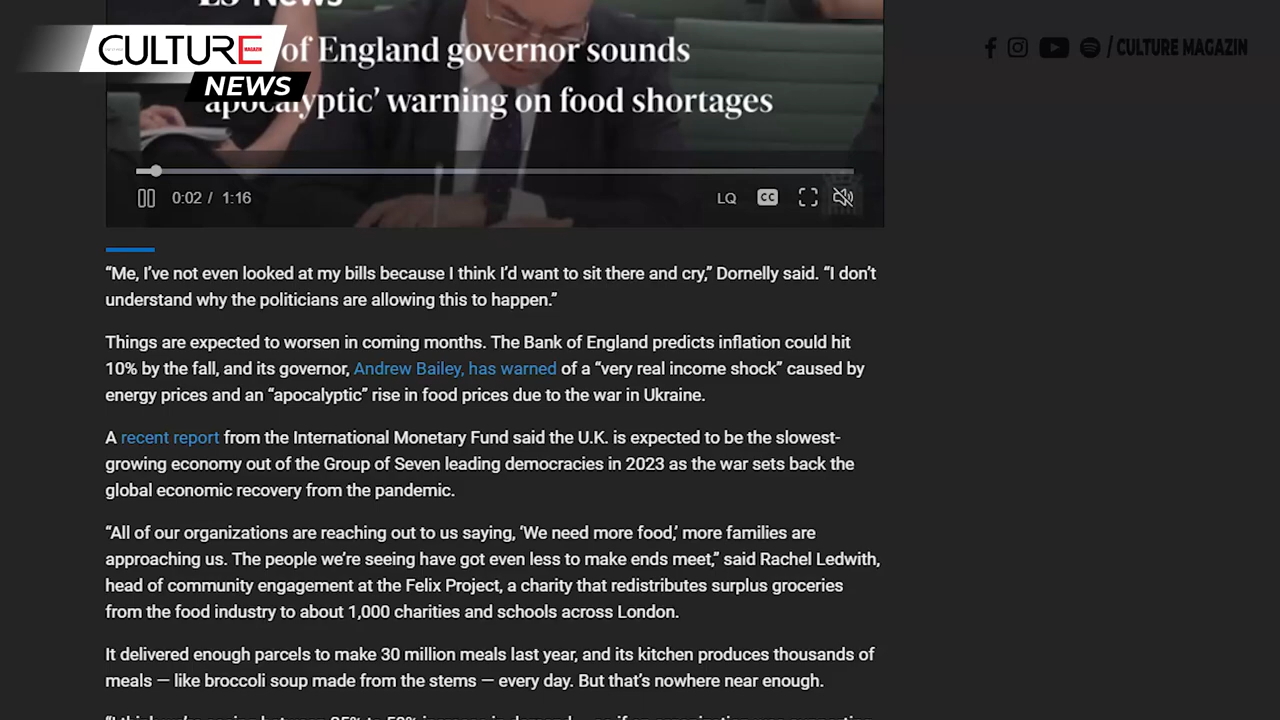 ES News
CULTURE
MAGAZIN
/ CULTURE MAGAZIN
of England governor sounds
NEWS
apocalyptic’ warning on food shortages
0:02 / 1:16
LQ CC
“Me, I’ve not even looked at my bills because I think I’d want to sit there and cry,” Dornelly said. “I don’t
understand why the politicians are allowing this to happen.”
Things are expected to worsen in coming months. The Bank of England predicts inflation could hit
10% by the fall, and its governor, Andrew Bailey, has warned of a “very real income shock” caused by
energy prices and an “apocalyptic” rise in food prices due to the war in Ukraine.
A recent report from the International Monetary Fund said the U.K. is expected to be the slowest-
growing economy out of the Group of Seven leading democracies in 2023 as the war sets back the
global economic recovery from the pandemic.
“All of our organizations are reaching out to us saying, ‘We need more food,’ more families are
approaching us. The people we’re seeing have got even less to make ends meet,” said Rachel Ledwith,
head of community engagement at the Felix Project, a charity that redistributes surplus groceries
from the food industry to about 1,000 charities and schools across London.
It delivered enough parcels to make 30 million meals last year, and its kitchen produces thousands of
meals — like broccoli soup made from the stems — every day. But that’s nowhere near enough.